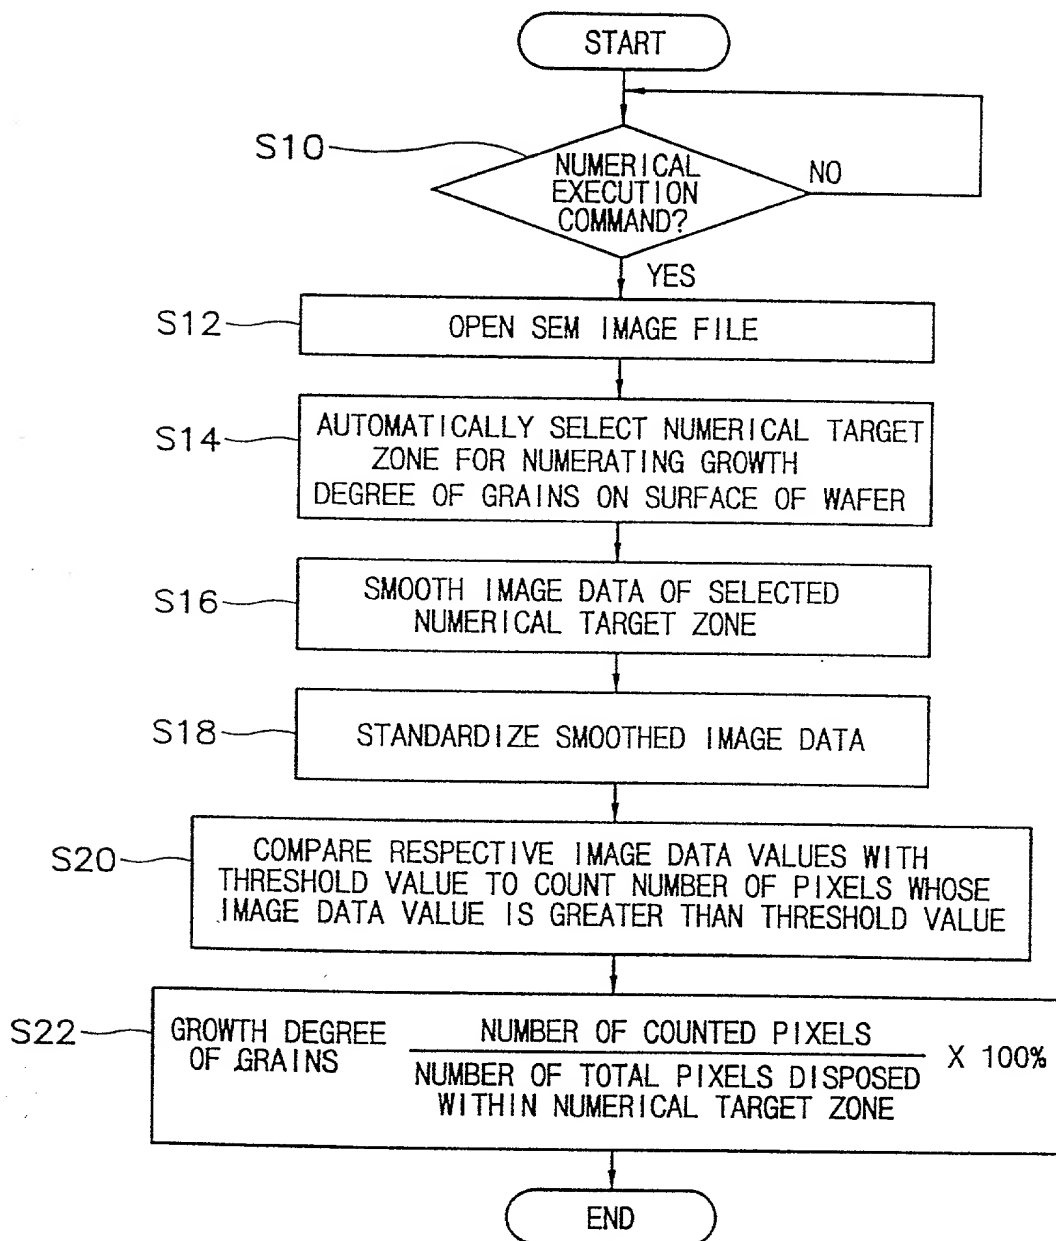 START
S10
NUMERICAL
EXECUTION
COMMAND?
NO
YES
S12
OPEN SEM IMAGE FILE
S14
AUTOMATICALLY SELECT NUMERICAL TARGET
ZONE FOR NUMERATING GROWTH
DEGREE OF GRAINS ON SURFACE OF WAFER
S16
SMOOTH IMAGE DATA OF SELECTED
NUMERICAL TARGET ZONE
S18
STANDARDIZE SMOOTHED IMAGE DATA
S20
COMPARE RESPECTIVE IMAGE DATA VALUES WITH
THRESHOLD VALUE TO COUNT NUMBER OF PIXELS WHOSE
IMAGE DATA VALUE IS GREATER THAN THRESHOLD VALUE
S22
GROWTH DEGREE
OF GRAINS
NUMBER OF COUNTED PIXELS
NUMBER OF TOTAL PIXELS DISPOSED
WITHIN NUMERICAL TARGET ZONE
X 100%
END